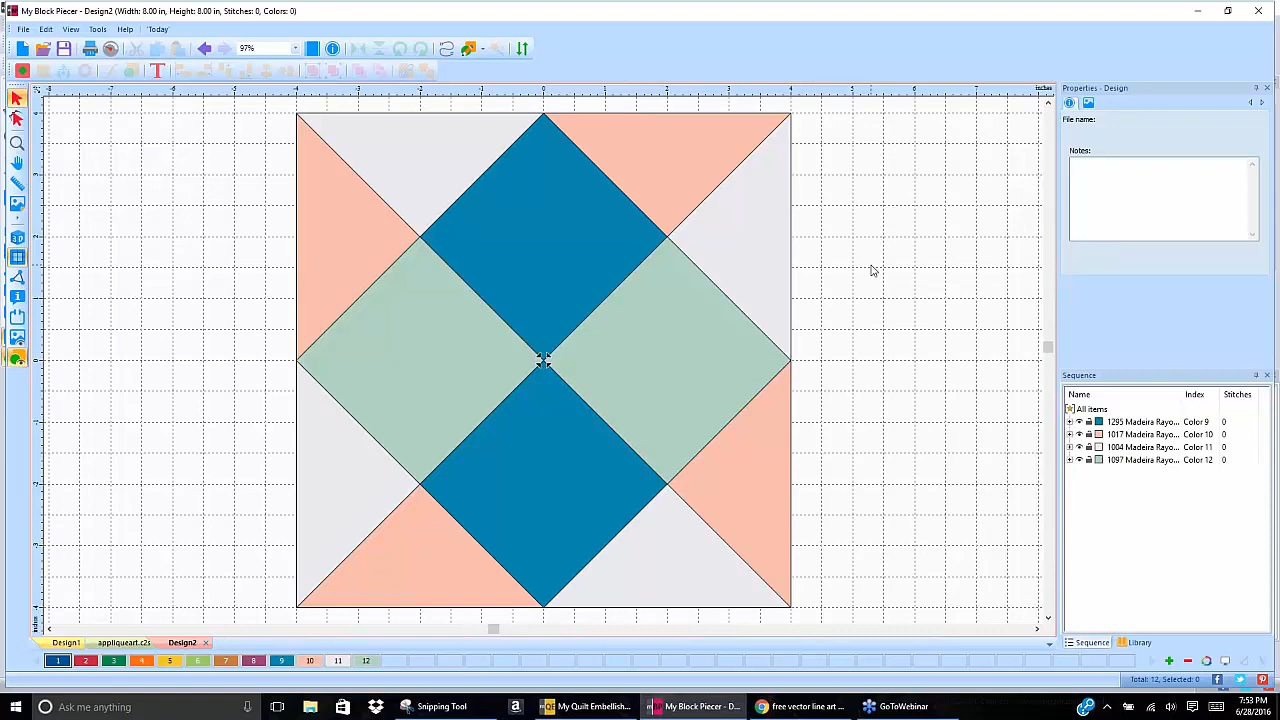 My Block Piecer - Design2 (Width: 8.00 in, Height: 8.00 in, Stitches: 0, Colors: 0)
File Edit View Tools Help 'Today'
97%
Properties - Design
File name:
Notes:
inches
Sequence
Name Index Stitches
All items
1295 Madeira Rayo... Color 9 0
1017 Madeira Rayo... Color 10 0
1004 Madeira Rayo... Color 11 0
1097 Madeira Rayo... Color 12 0
Design1 appliqueart.c2s Design2
Sequence Library
1 2 3 4 5 6 7 8 9 10 11 12
Total: 12, Selected: 0
Ask me anything
Snipping Tool
My Quilt Embellish...
My Block Piecer - D...
free vector line art ...
GoToWebinar
7:53 PM
6/28/2016